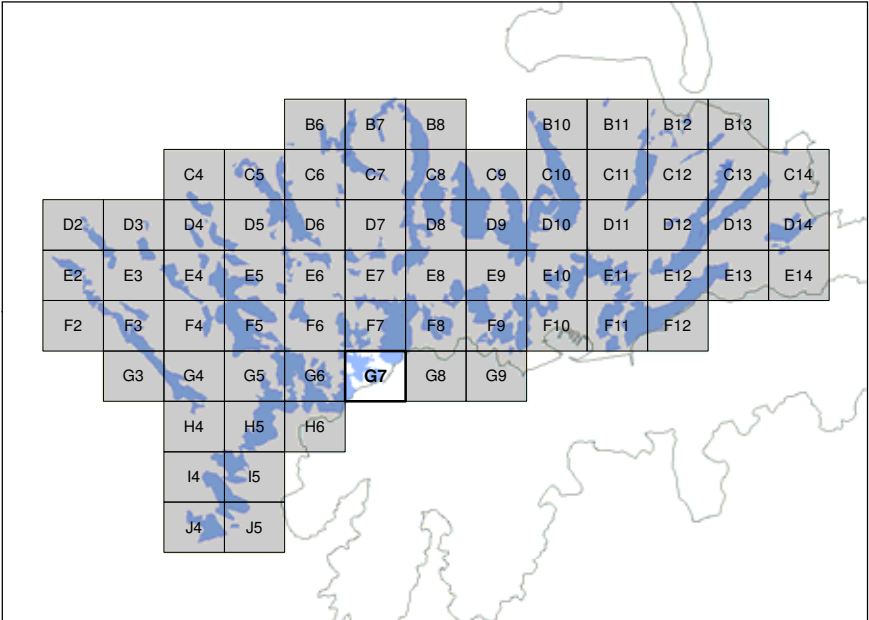 B6 B7 B8 B10 B11 B12 B13
C4 C5 C6 C7 C8 C9 C10 C11 C12 C13 C14
D2 D3 D4 D5 D6 D7 D8 D9 D10 D11 D12 D13 D14
E2 E3 E4 E5 E6 E7 E8 E9 E10 E11 E12 E13 E14
F2 F3 F4 F5 F6 F7 F8 F9 F10 F11 F12
G3 G4 G5 G6 G7 G8 G9
H4 H5 H6
I4 I5
J4 J5